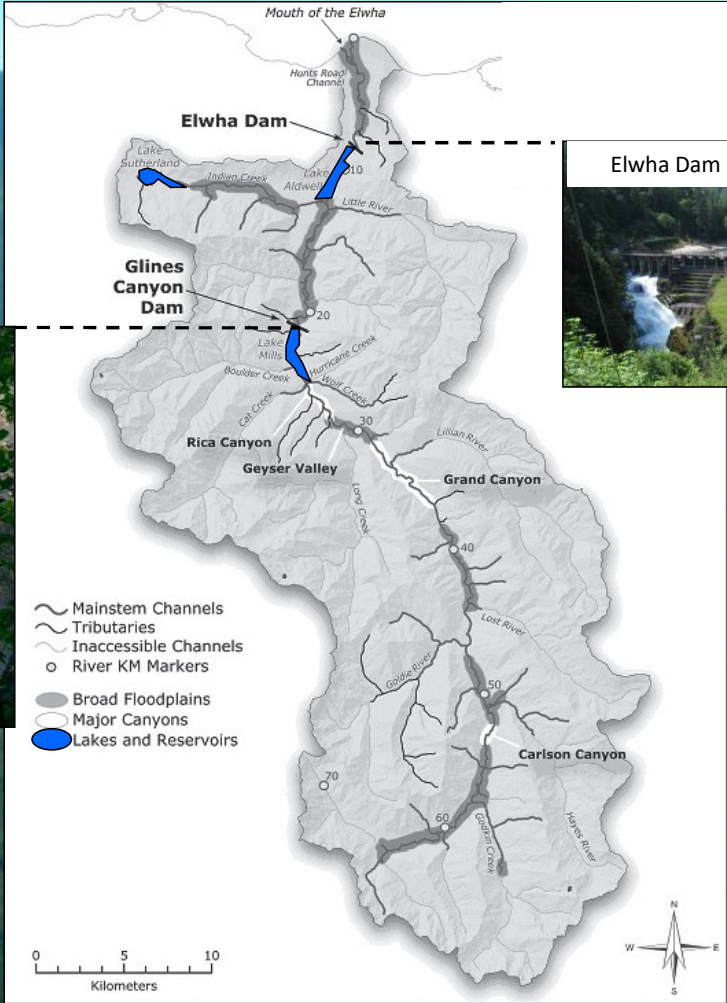 Mouth of the Elwha
Hunts Road
Channel
Elwha Dam
Elwha Dam
Lake
Sutherland
Indian Creek
Lake
Aldwell
10
Little River
Glines
Canyon
Dam
20
Lake
Mills
Hurricane Creek
Boulder Creek
Wolf Creek
Cat Creek
Rica Canyon
30
Geyser Valley
Lillian River
Grand Canyon
Long Creek
40
Mainstem Channels
Tributaries
Inaccessible Channels
River KM Markers
Broad Floodplains
Major Canyons
Lakes and Reservoirs
Lost River
Goldie River
50
Carlson Canyon
70
60
Godkin Creek
Hayes River
0 5 10
Kilometers
N
W E
S